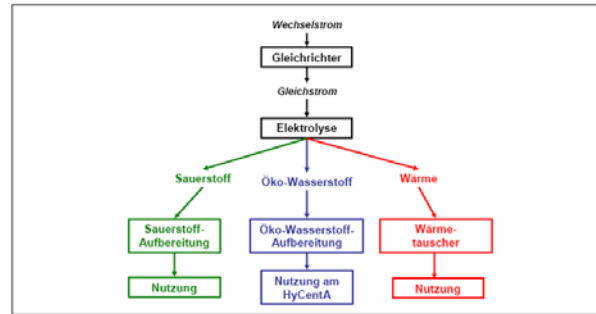 Wechselstrom
Gleichrichter
Gleichstrom
Elektrolyse
Sauerstoff
Öko-Wasserstoff
Wärme
Sauerstoff-
Aufbereitung
Öko-Wasserstoff-
Aufbereitung
Wärme-
tauscher
Nutzung
Nutzung am
HyCentA
Nutzung